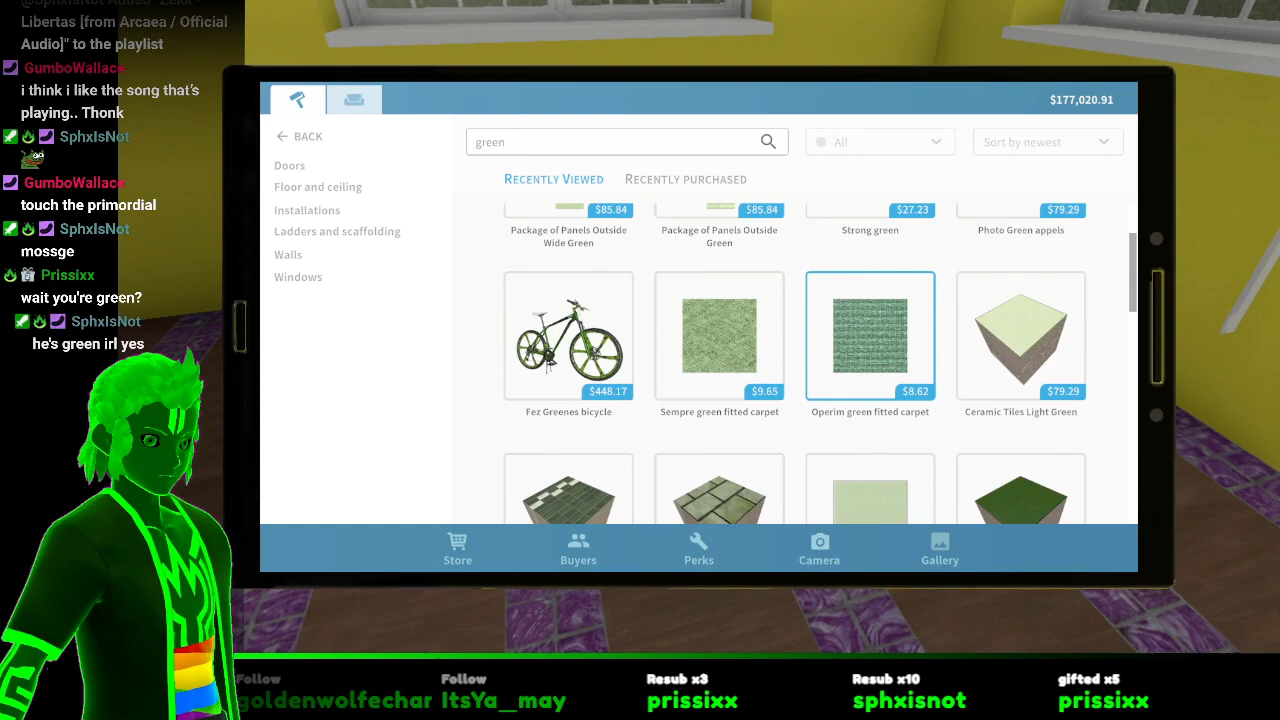 @SphxIsNot Added "Zekk -
Libertas [from Arcaea / Official
Audio]" to the playlist
GumboWallace
i think i like the song that's
playing.. Thonk
SphxIsNot
GumboWallace
touch the primordial
SphxIsNot
mossge
Prissixx
wait you're green?
SphxIsNot
he's green irl yes
$177,020.91
BACK
Doors
Floor and ceiling
Installations
Ladders and scaffolding
Walls
Windows
green
All
Sort by newest
RECENTLY VIEWED
RECENTLY PURCHASED
$85.84
$85.84
$27.23
$79.29
Package of Panels Outside
Wide Green
Package of Panels Outside
Green
Strong green
Photo Green appels
$448.17
$9.65
$8.62
$79.29
Fez Greenes bicycle
Sempre green fitted carpet
Operim green fitted carpet
Ceramic Tiles Light Green
Store
Buyers
Perks
Camera
Gallery
Follow
goldenwolfechar
Follow
ItsYa__may
Resub x3
prissixx
Resub x10
sphxisnot
gifted x5
prissixx